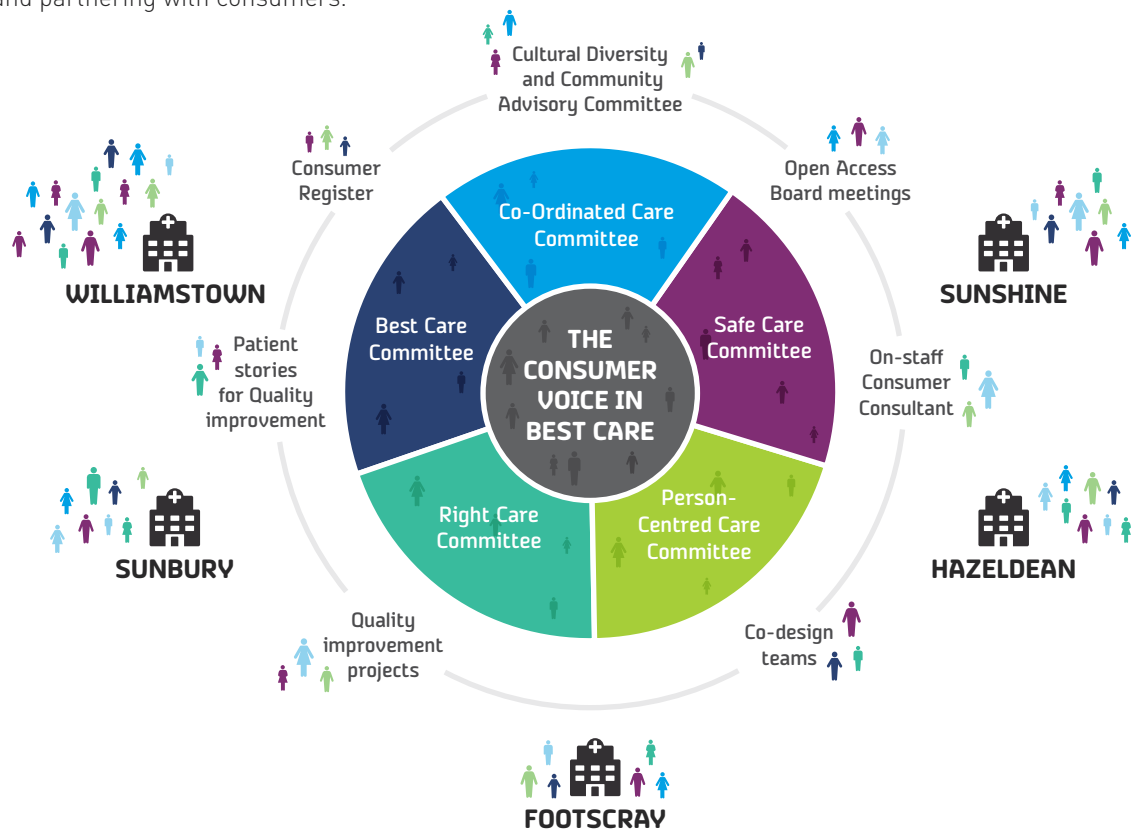 and partnering with consumers.
Cultural Diversity
and Community
Advisory Committee
Consumer
Register
Open Access
Board meetings
WILLIAMSTOWN
SUNSHINE
Co-Ordinated Care
Committee
Best Care
Committee
Safe Care
Committee
THE
CONSUMER
VOICE IN
BEST CARE
Patient
stories
for Quality
improvement
On-staff
Consumer
Consultant
Right Care
Committee
Person-
Centred Care
Committee
SUNBURY
HAZELDEAN
Quality
improvement
projects
Co-design
teams
FOOTSCRAY